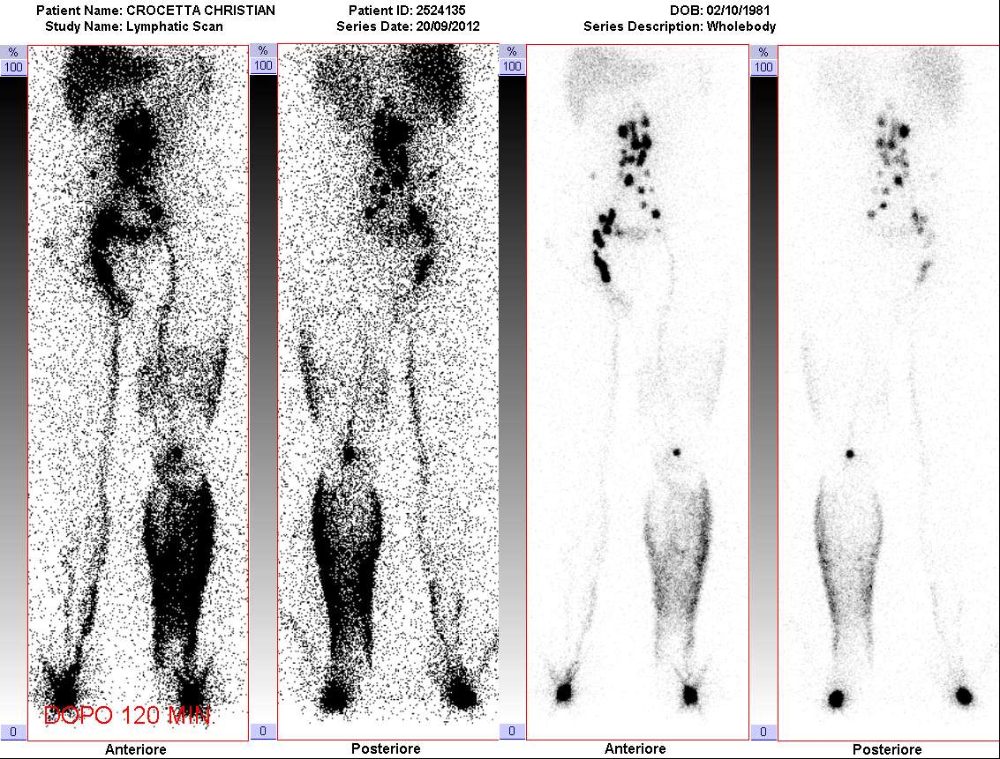 Patient Name: CROCETTA CHRISTIAN Patient ID: 2524135 DOB: 02/10/1981
Study Name: Lymphatic Scan Series Date: 20/09/2012 Series Description: Wholebody
% % % %
100 100 100 100
DOPO 120 MIN.
0 0 0 0
Anteriore Posteriore Anteriore Posteriore